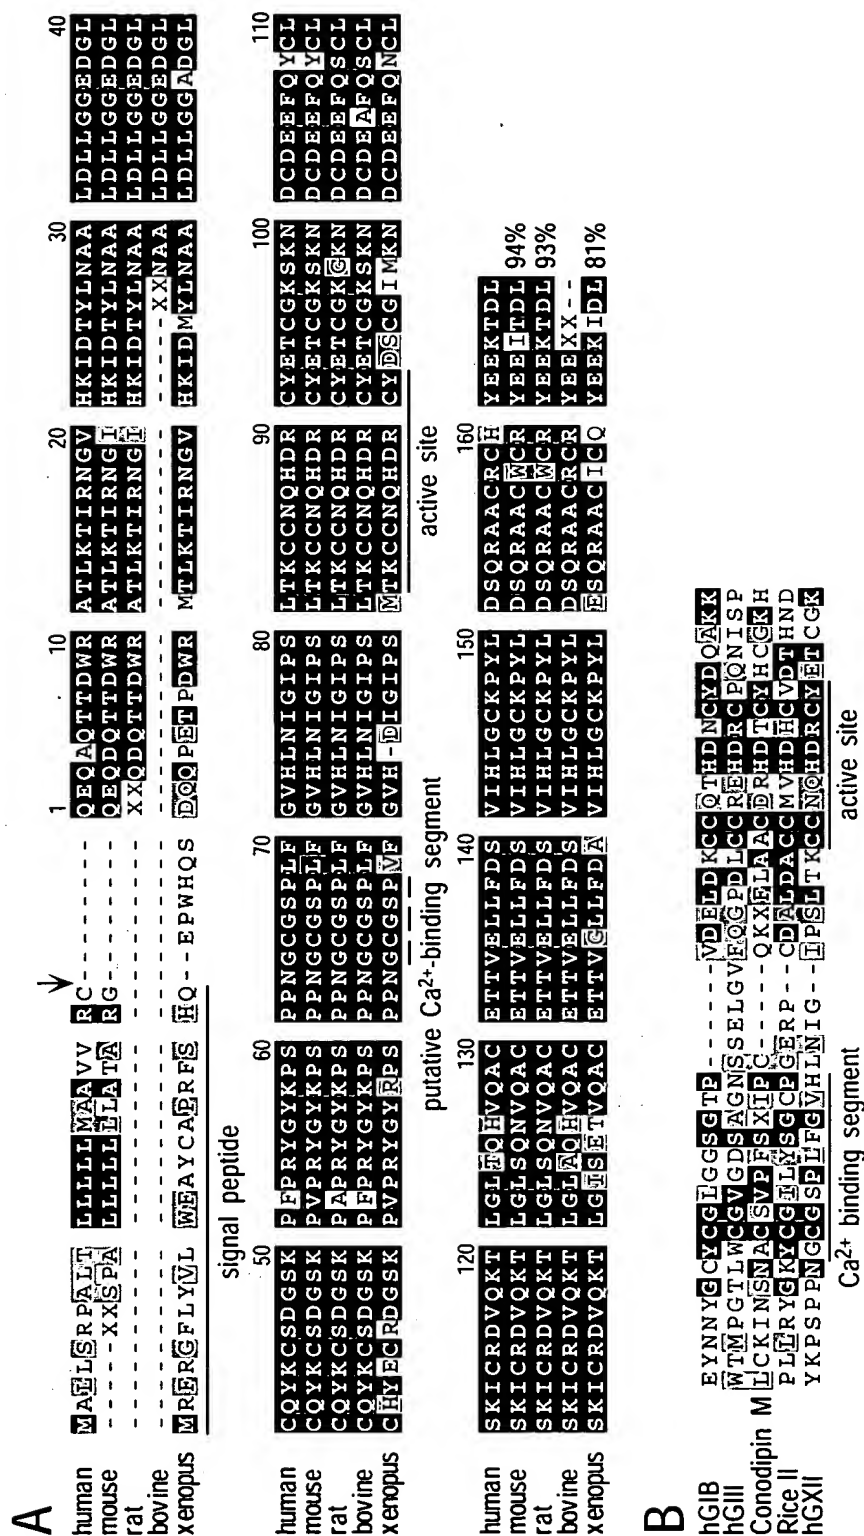 A
1 10 20 30 40
human MALLSRPALT LLLLLMAAVV RC-------- QEQAQTTDWR ATLKTIRNGV HKIDTYLNAA LDLLGGEDGL
mouse -----XXSPA LLLLLLLATA RG-------- QEQDQTTDWR ATLKTIRNGI HKIDTYLNAA LDLLGGEDGL
rat ---------- ---------- ---------- XXQDQTTDWR ATLKTIRNGI HKIDTYLNAA LDLLGGEDGL
bovine ---------- ---------- ---------- ---------- ---------- -----XXNAA LDLLGGEDGL
xenopus MRERGFLYVL WEAYCAPRFS HQ--EPWHQS DQQPETPDWR MTLKTIRNGV HKIDMYLNAA LDLLGGADGL
signal peptide
50 60 70 80 90 100 110
human CQYKCSDGSK PFPRYGYKPS PPNGCGSPLF GVHLNIGIPS LTKCCNQHDR CYETCGKSKN DCDEEFQYCL
mouse CQYKCSDGSK PVPRYGYKPS PPNGCGSPLF GVHLNIGIPS LTKCCNQHDR CYETCGKSKN DCDEEFQYCL
rat CQYKCSDGSK PAPRYGYKPS PPNGCGSPLF GVHLNIGIPS LTKCCNQHDR CYETCGKGKN DCDEEFQSCL
bovine CQYKCSDGSK PFPRYGYKPS PPNGCGSPLF GVHLNIGIPS LTKCCNQHDR CYETCGKSKN DCDEAFQSCL
xenopus CHYECRDGSK PVPRYGYRPS PPNGCGSPVF GVH-DIGIPS MTKCCNQHDR CYDSCGIMKN DCDEEFQNCL
putative Ca2+-binding segment active site
120 130 140 150 160
human SKICRDVQKT LGLTQHVQAC ETTVELLFDS VIHLGCKPYL DSQRAACRCH YEEKTDL
mouse SKICRDVQKT LGLSQNVQAC ETTVELLFDS VIHLGCKPYL DSQRAACWCR YEEITDL 94%
rat SKICRDVQKT LGLSQNVQAC ETTVELLFDS VIHLGCKPYL DSQRAACWCR YEEKTDL 93%
bovine SKICRDVQKT LGLAQHVQAC ETTVELLFDS VIHLGCKPYL DSQRAACRCR YEEXX--
xenopus SKICRDVQKT LGISETVQAC ETTVGLLFDA VIHLGCKPYL ESQRAACICQ YEEKIDL 81%
B
hGIB EYNNYGCYCGLGGSGTP------VDELDKCCQTHDNCYDQAKK
hGIII WTMPGTLWCGVGDSAGNSSELGVFQGPDLCCREHDRCPQNISP
Conodipin M LCKINSNACSVPFSXIPC-----QKXFLAACDRHDTCYHCGKH
Rice II PLLRYGKYCGILYSGCPGERP--CDALDACCMVHDHCVDTHND
hGXII YKPSPPNGCGSPLFGVHLNIG--IPSLTKCCNQHDRCYETCGK
Ca2+ binding segment active site